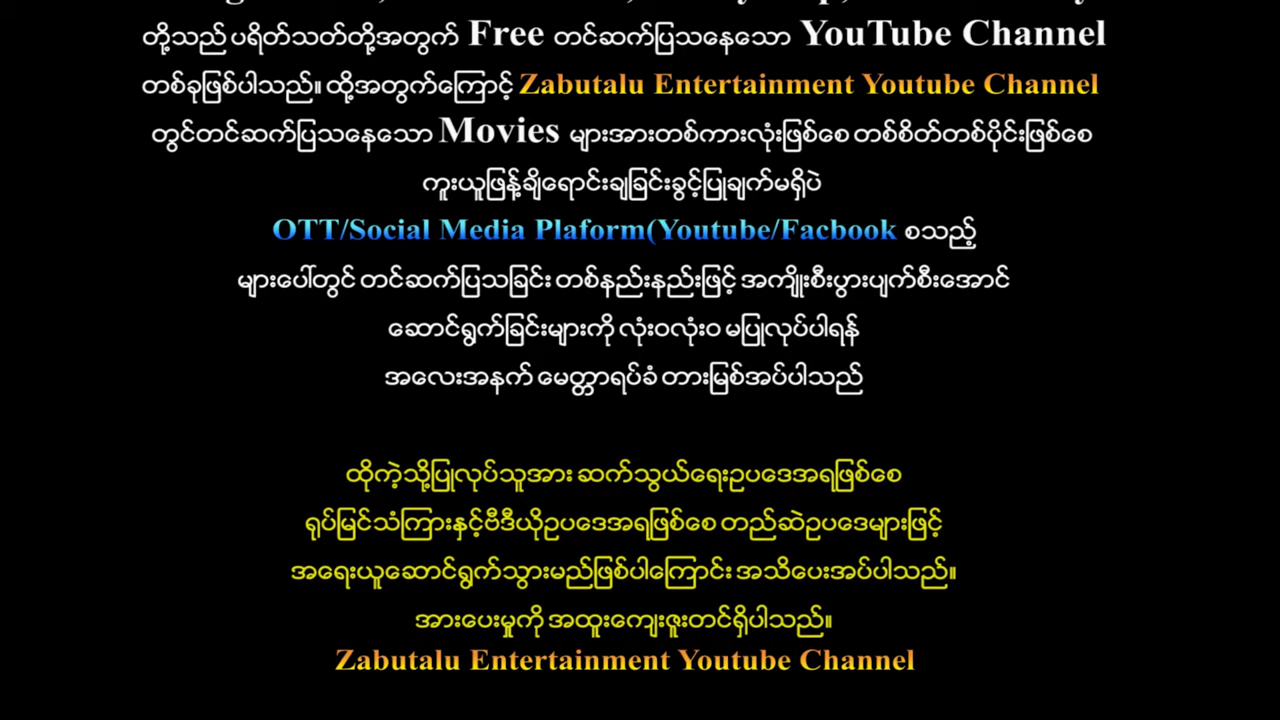 တို့သည် ပရိတ်သတ်တို့အတွက် Free တင်ဆက်ပြသနေသော YouTube Channel
တစ်ခုဖြစ်ပါသည်။ ထို့အတွက်ကြောင့် Zabutalu Entertainment Youtube Channel
တွင်တင်ဆက်ပြသနေသော Movies များအားတစ်ကားလုံးဖြစ်စေ တစ်စိတ်တစ်ပိုင်းဖြစ်စေ
ကူးယူဖြန့်ချိရောင်းချခြင်းခွင့်ပြုချက်မရှိပဲ
OTT/Social Media Plaform(Youtube/Facbook စသည့်
များပေါ်တွင် တင်ဆက်ပြသခြင်း တစ်နည်းနည်းဖြင့် အကျိုးစီးပွားပျက်စီးအောင်
ဆောင်ရွက်ခြင်းများကို လုံးဝလုံးဝ မပြုလုပ်ပါရန်
အလေးအနက် မေတ္တာရပ်ခံ တားမြစ်အပ်ပါသည်
ထိုကဲ့သို့ပြုလုပ်သူအား ဆက်သွယ်ရေးဥပဒေအရဖြစ်စေ
ရုပ်မြင်သံကြားနှင့်ဗီဒီယိုဥပဒေအရဖြစ်စေ တည်ဆဲဥပဒေများဖြင့်
အရေးယူဆောင်ရွက်သွားမည်ဖြစ်ပါကြောင်း အသိပေးအပ်ပါသည်။
အားပေးမှုကို အထူးကျေးဇူးတင်ရှိပါသည်။
Zabutalu Entertainment Youtube Channel